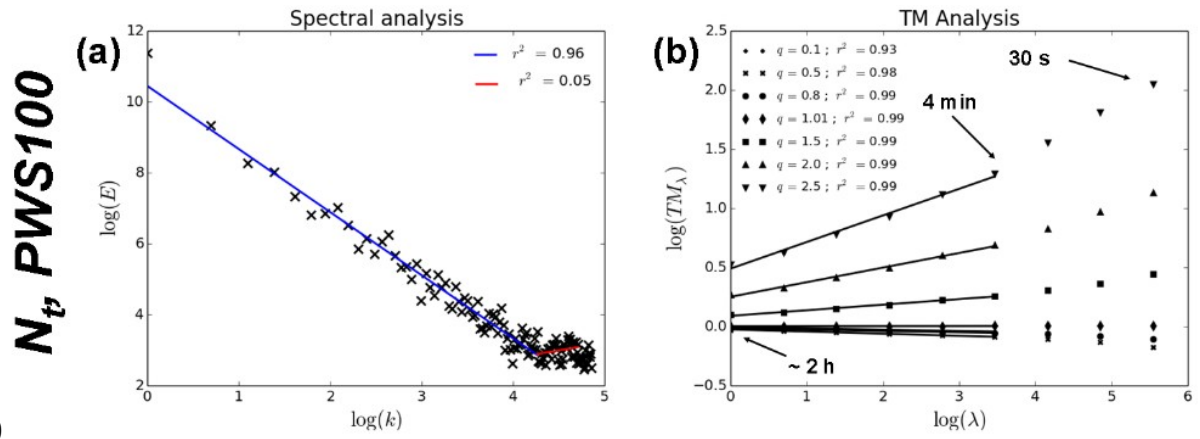 N_t, PWS100
(a)
Spectral analysis
r² = 0.96
r² = 0.05
log(E)
12
10
8
6
4
2
0 1 2 3 4 5
log(k)
(b)
TM Analysis
q = 0.1 ; r² = 0.93
q = 0.5 ; r² = 0.98
q = 0.8 ; r² = 0.99
q = 1.01 ; r² = 0.99
q = 1.5 ; r² = 0.99
q = 2.0 ; r² = 0.99
q = 2.5 ; r² = 0.99
30 s
4 min
~ 2 h
log(TM_λ)
2.5
2.0
1.5
1.0
0.5
0.0
−0.5
0 1 2 3 4 5 6
log(λ)